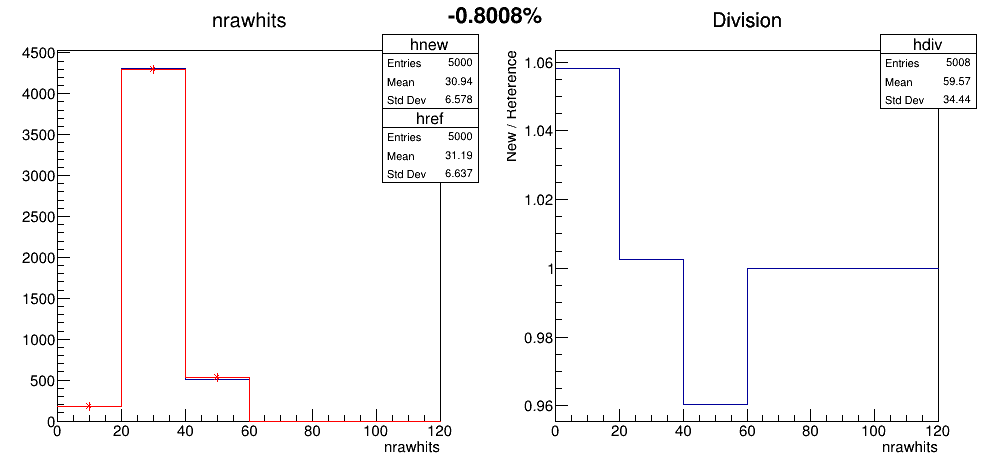 -0.8008%
nrawhits
hnew
Entries 5000
Mean 30.94
Std Dev 6.578
href
Entries 5000
Mean 31.19
Std Dev 6.637
4500
4000
3500
3000
2500
2000
1500
1000
500
0
0 20 40 60 80 100 120
nrawhits
Division
hdiv
Entries 5008
Mean 59.57
Std Dev 34.44
New / Reference
1.06
1.04
1.02
1
0.98
0.96
0 20 40 60 80 100 120
nrawhits